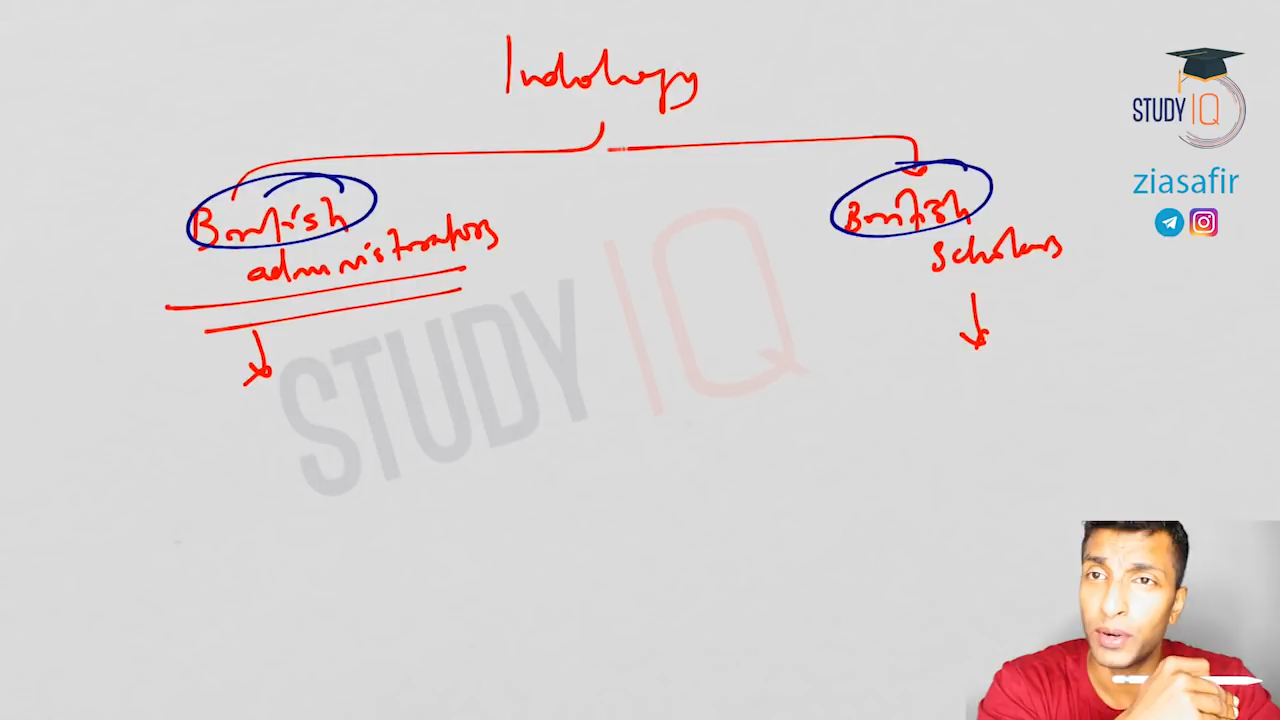 Indology
STUDY IQ
ziasafir
British
administrators
British
scholars
STUDY IQ